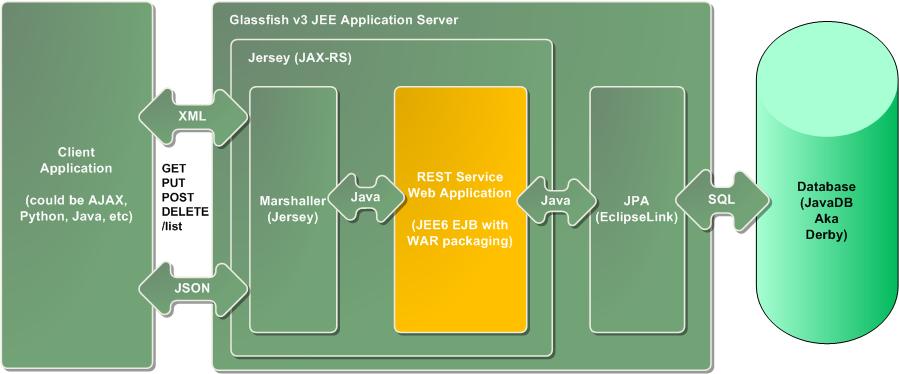 Glassfish v3 JEE Application Server
Jersey (JAX-RS)
Client
Application
(could be AJAX,
Python, Java, etc)
XML
GET
PUT
POST
DELETE
/list
JSON
Marshaller
(Jersey)
Java
REST Service
Web Application
(JEE6 EJB with
WAR packaging)
Java
JPA
(EclipseLink)
SQL
Database
(JavaDB
Aka
Derby)